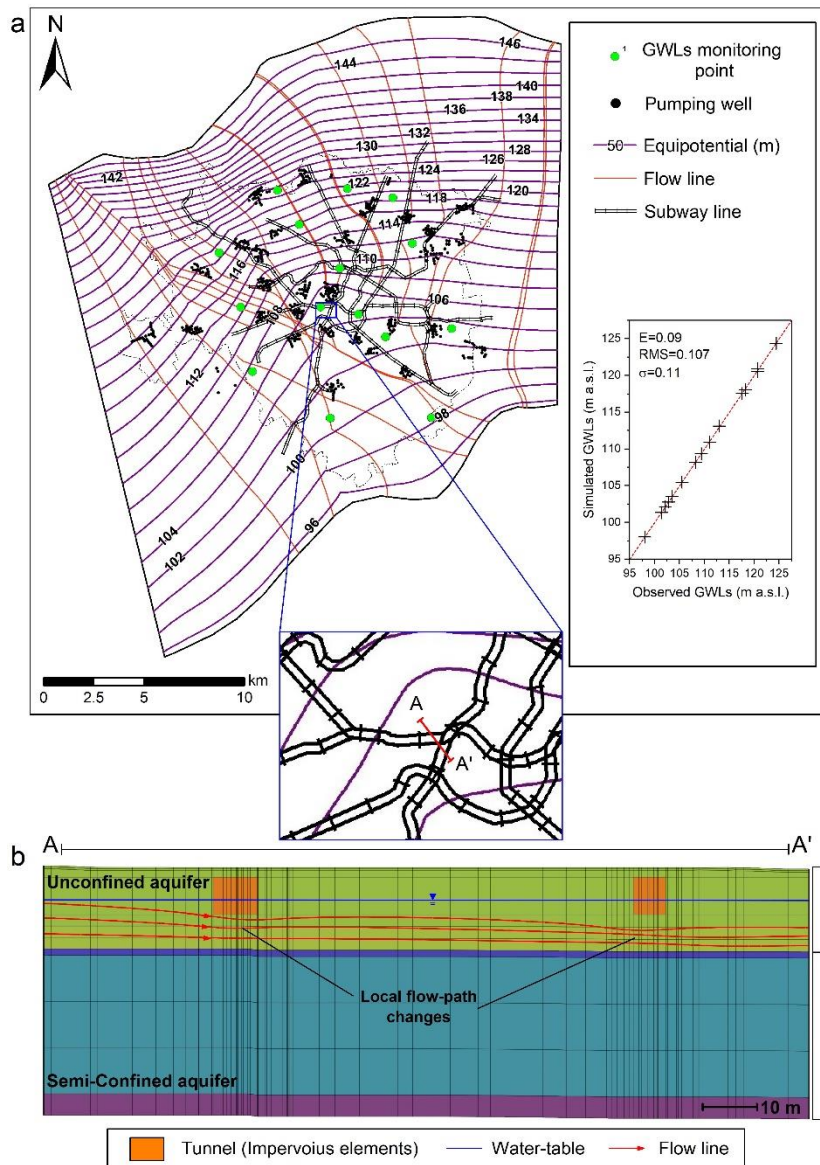 a
N
146
144
140
138
136
134
132
130
128
126
124
122
120
118
142
114
110
116
106
108
112
98
100
104
102
96
km
0 2.5 5 10
1 GWLs monitoring
point
Pumping well
50 Equipotential (m)
Flow line
Subway line
E=0.09
RMS=0.107
σ=0.11
Simulated GWLs (m a.s.l.)
125
120
115
110
105
100
95
95 100 105 110 115 120 125
Observed GWLs (m a.s.l.)
A
A'
b
A A'
Unconfined aquifer
Local flow-path
changes
Semi-Confined aquifer
10 m
Tunnel (Impervoius elements) Water-table Flow line